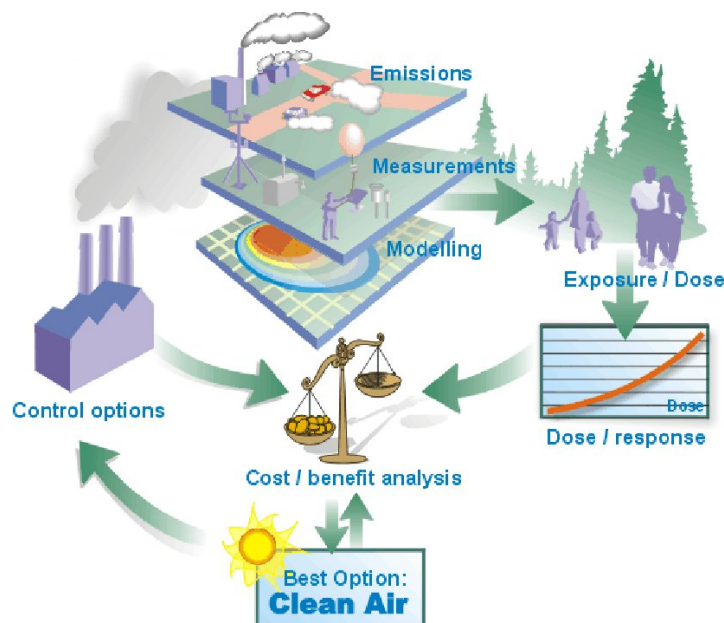 Emissions
Measurements
Modelling
Exposure / Dose
Control options
Dose
Dose / response
Cost / benefit analysis
Best Option:
Clean Air